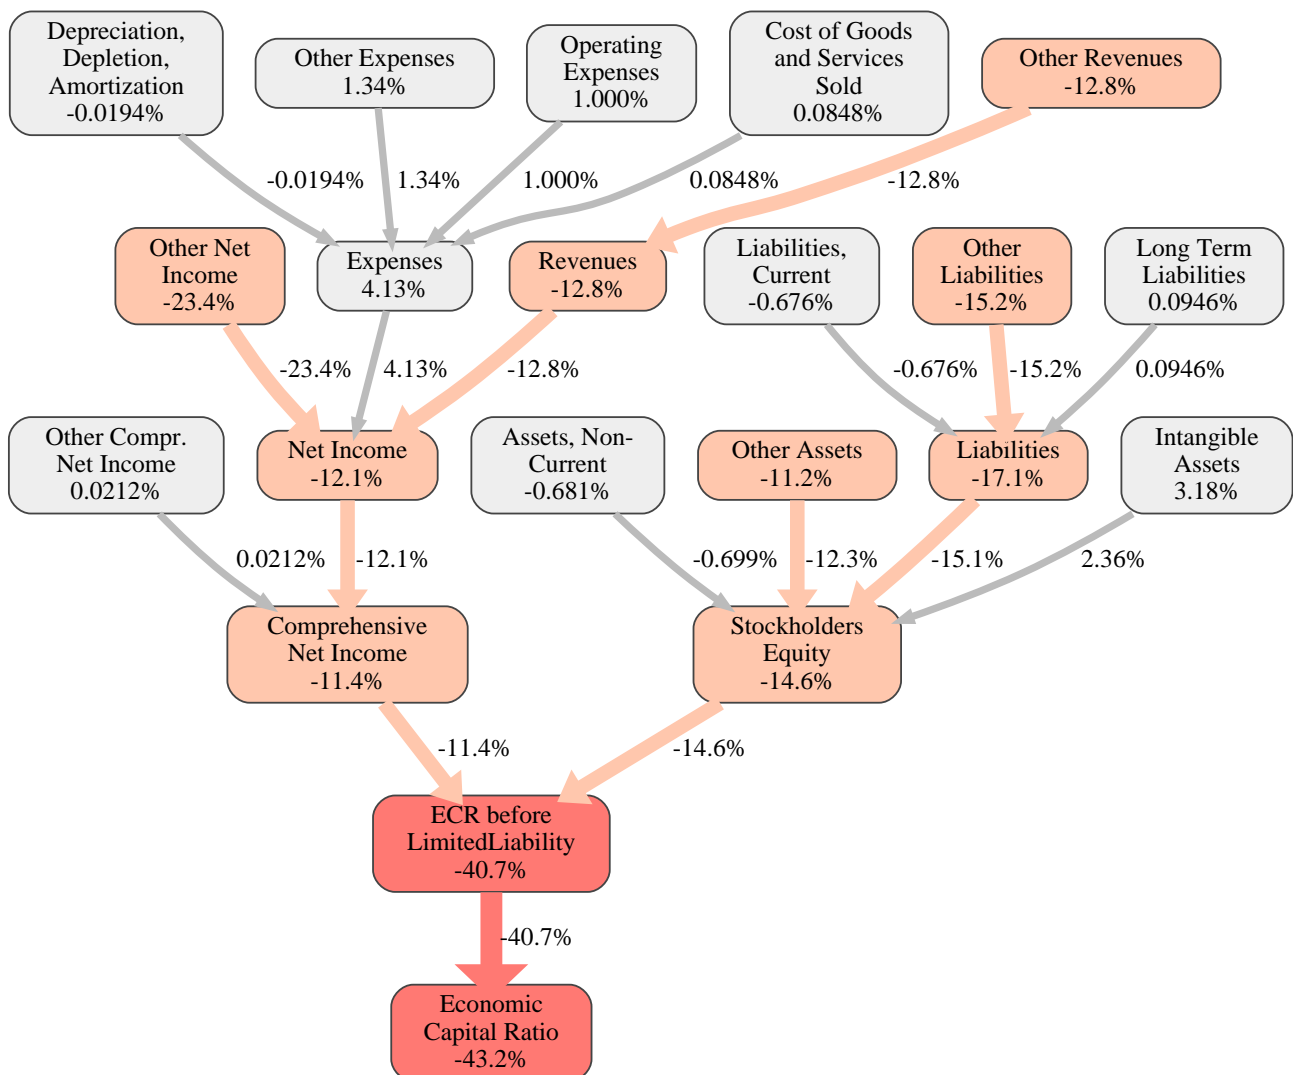 Depreciation,
Depletion,
Amortization
-0.0194%
Other Expenses
1.34%
Operating
Expenses
1.000%
Cost of Goods
and Services
Sold
0.0848%
Other Revenues
-12.8%
-0.0194%
1.34%
1.000%
0.0848%
-12.8%
Other Net
Income
-23.4%
Expenses
4.13%
Revenues
-12.8%
Liabilities,
Current
-0.676%
Other
Liabilities
-15.2%
Long Term
Liabilities
0.0946%
-23.4%
4.13%
-12.8%
-0.676%
-15.2%
0.0946%
Other Compr.
Net Income
0.0212%
Net Income
-12.1%
Assets, Non-
Current
-0.681%
Other Assets
-11.2%
Liabilities
-17.1%
Intangible
Assets
3.18%
0.0212%
-12.1%
-0.699%
-12.3%
-15.1%
2.36%
Comprehensive
Net Income
-11.4%
Stockholders
Equity
-14.6%
-11.4%
-14.6%
ECR before
LimitedLiability
-40.7%
-40.7%
Economic
Capital Ratio
-43.2%